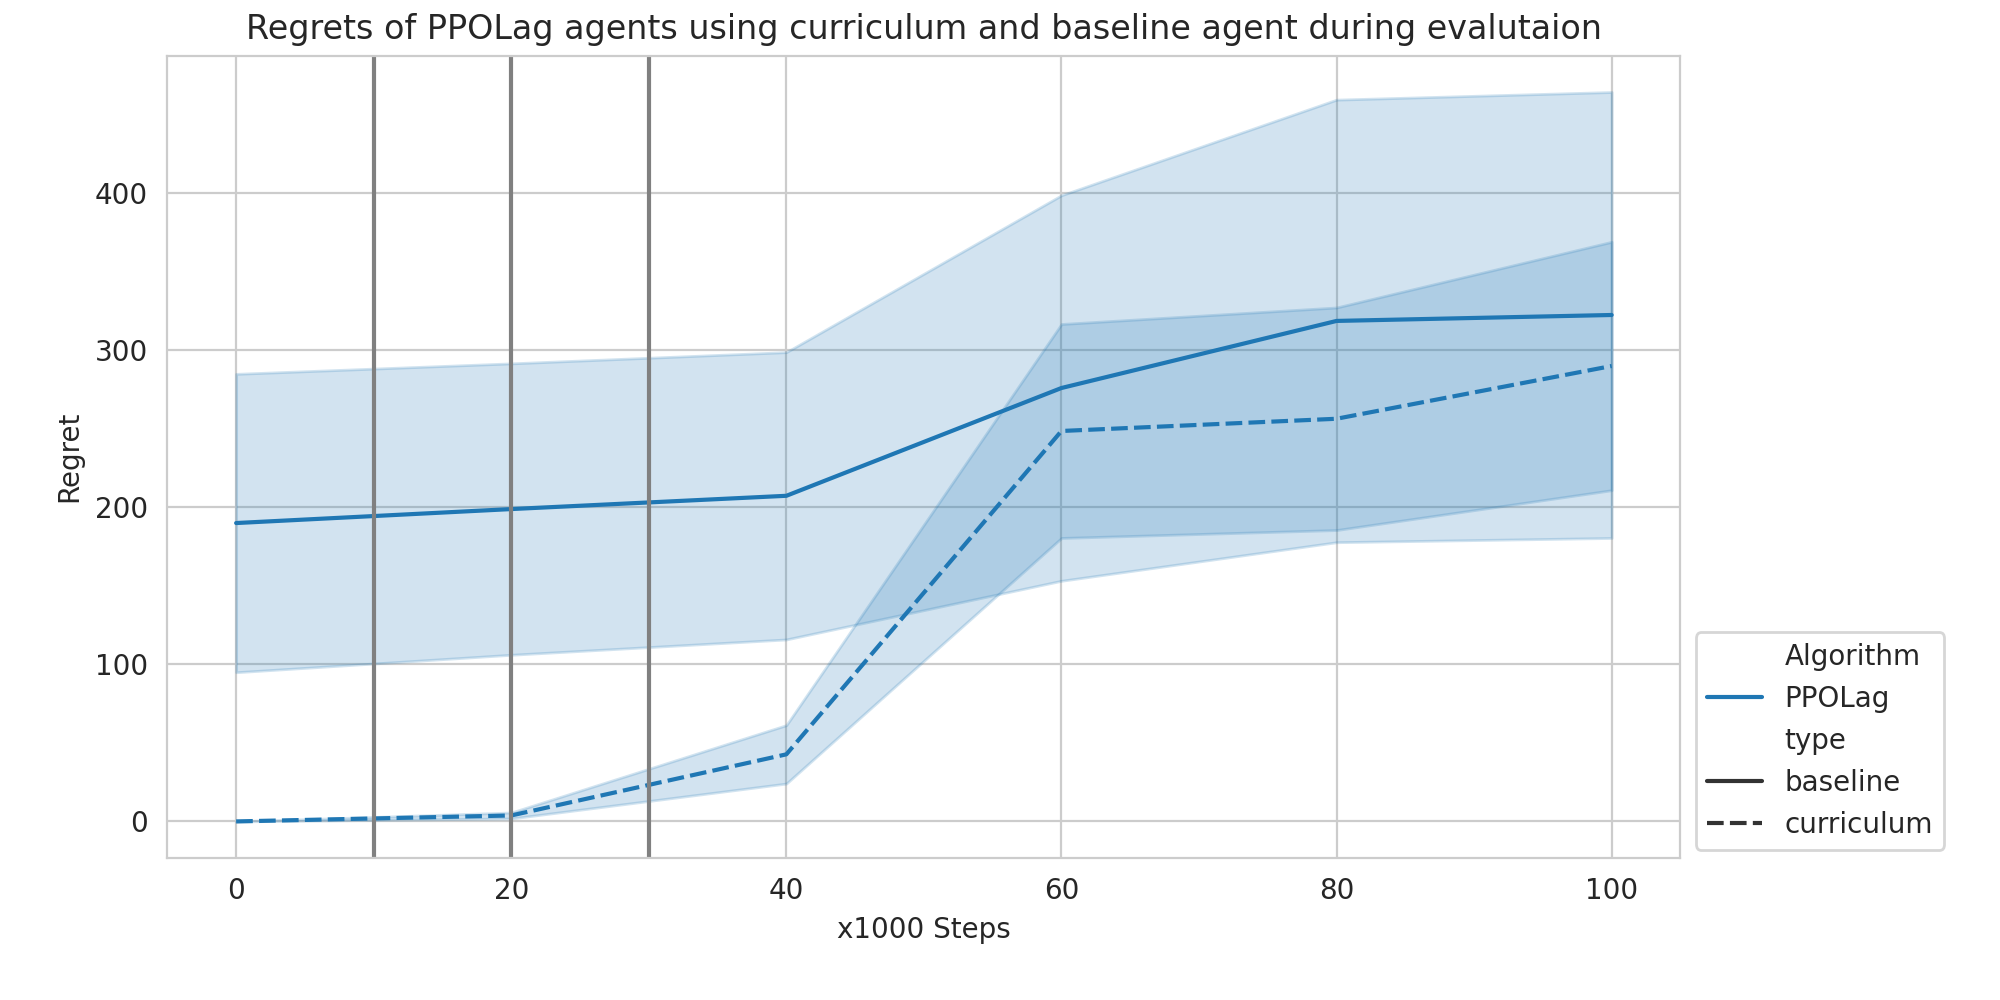 Regrets of PPOLag agents using curriculum and baseline agent during evalutaion
Regret
400
300
200
100
0
0 20 40 60 80 100
x1000 Steps
Algorithm
PPOLag
type
baseline
curriculum